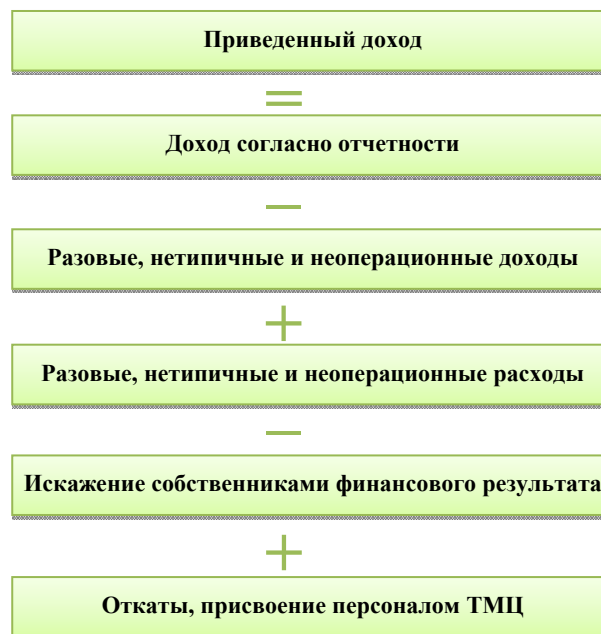 Приведенный доход
=
Доход согласно отчетности
−
Разовые, нетипичные и неоперационные доходы
+
Разовые, нетипичные и неоперационные расходы
−
Искажение собственниками финансового результата
+
Откаты, присвоение персоналом ТМЦ